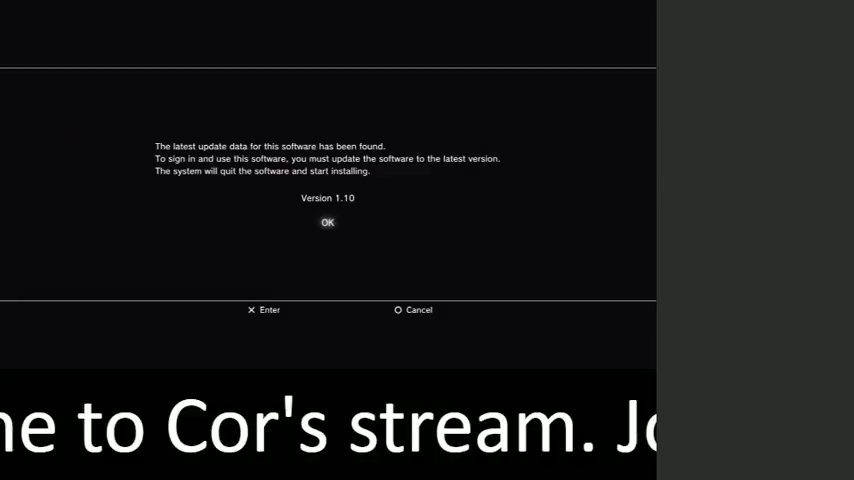 The latest update data for this software has been found.
To sign in and use this software, you must update the software to the latest version.
The system will quit the software and start installing.
Version 1.10
OK
Enter Cancel
to Cor's stream.